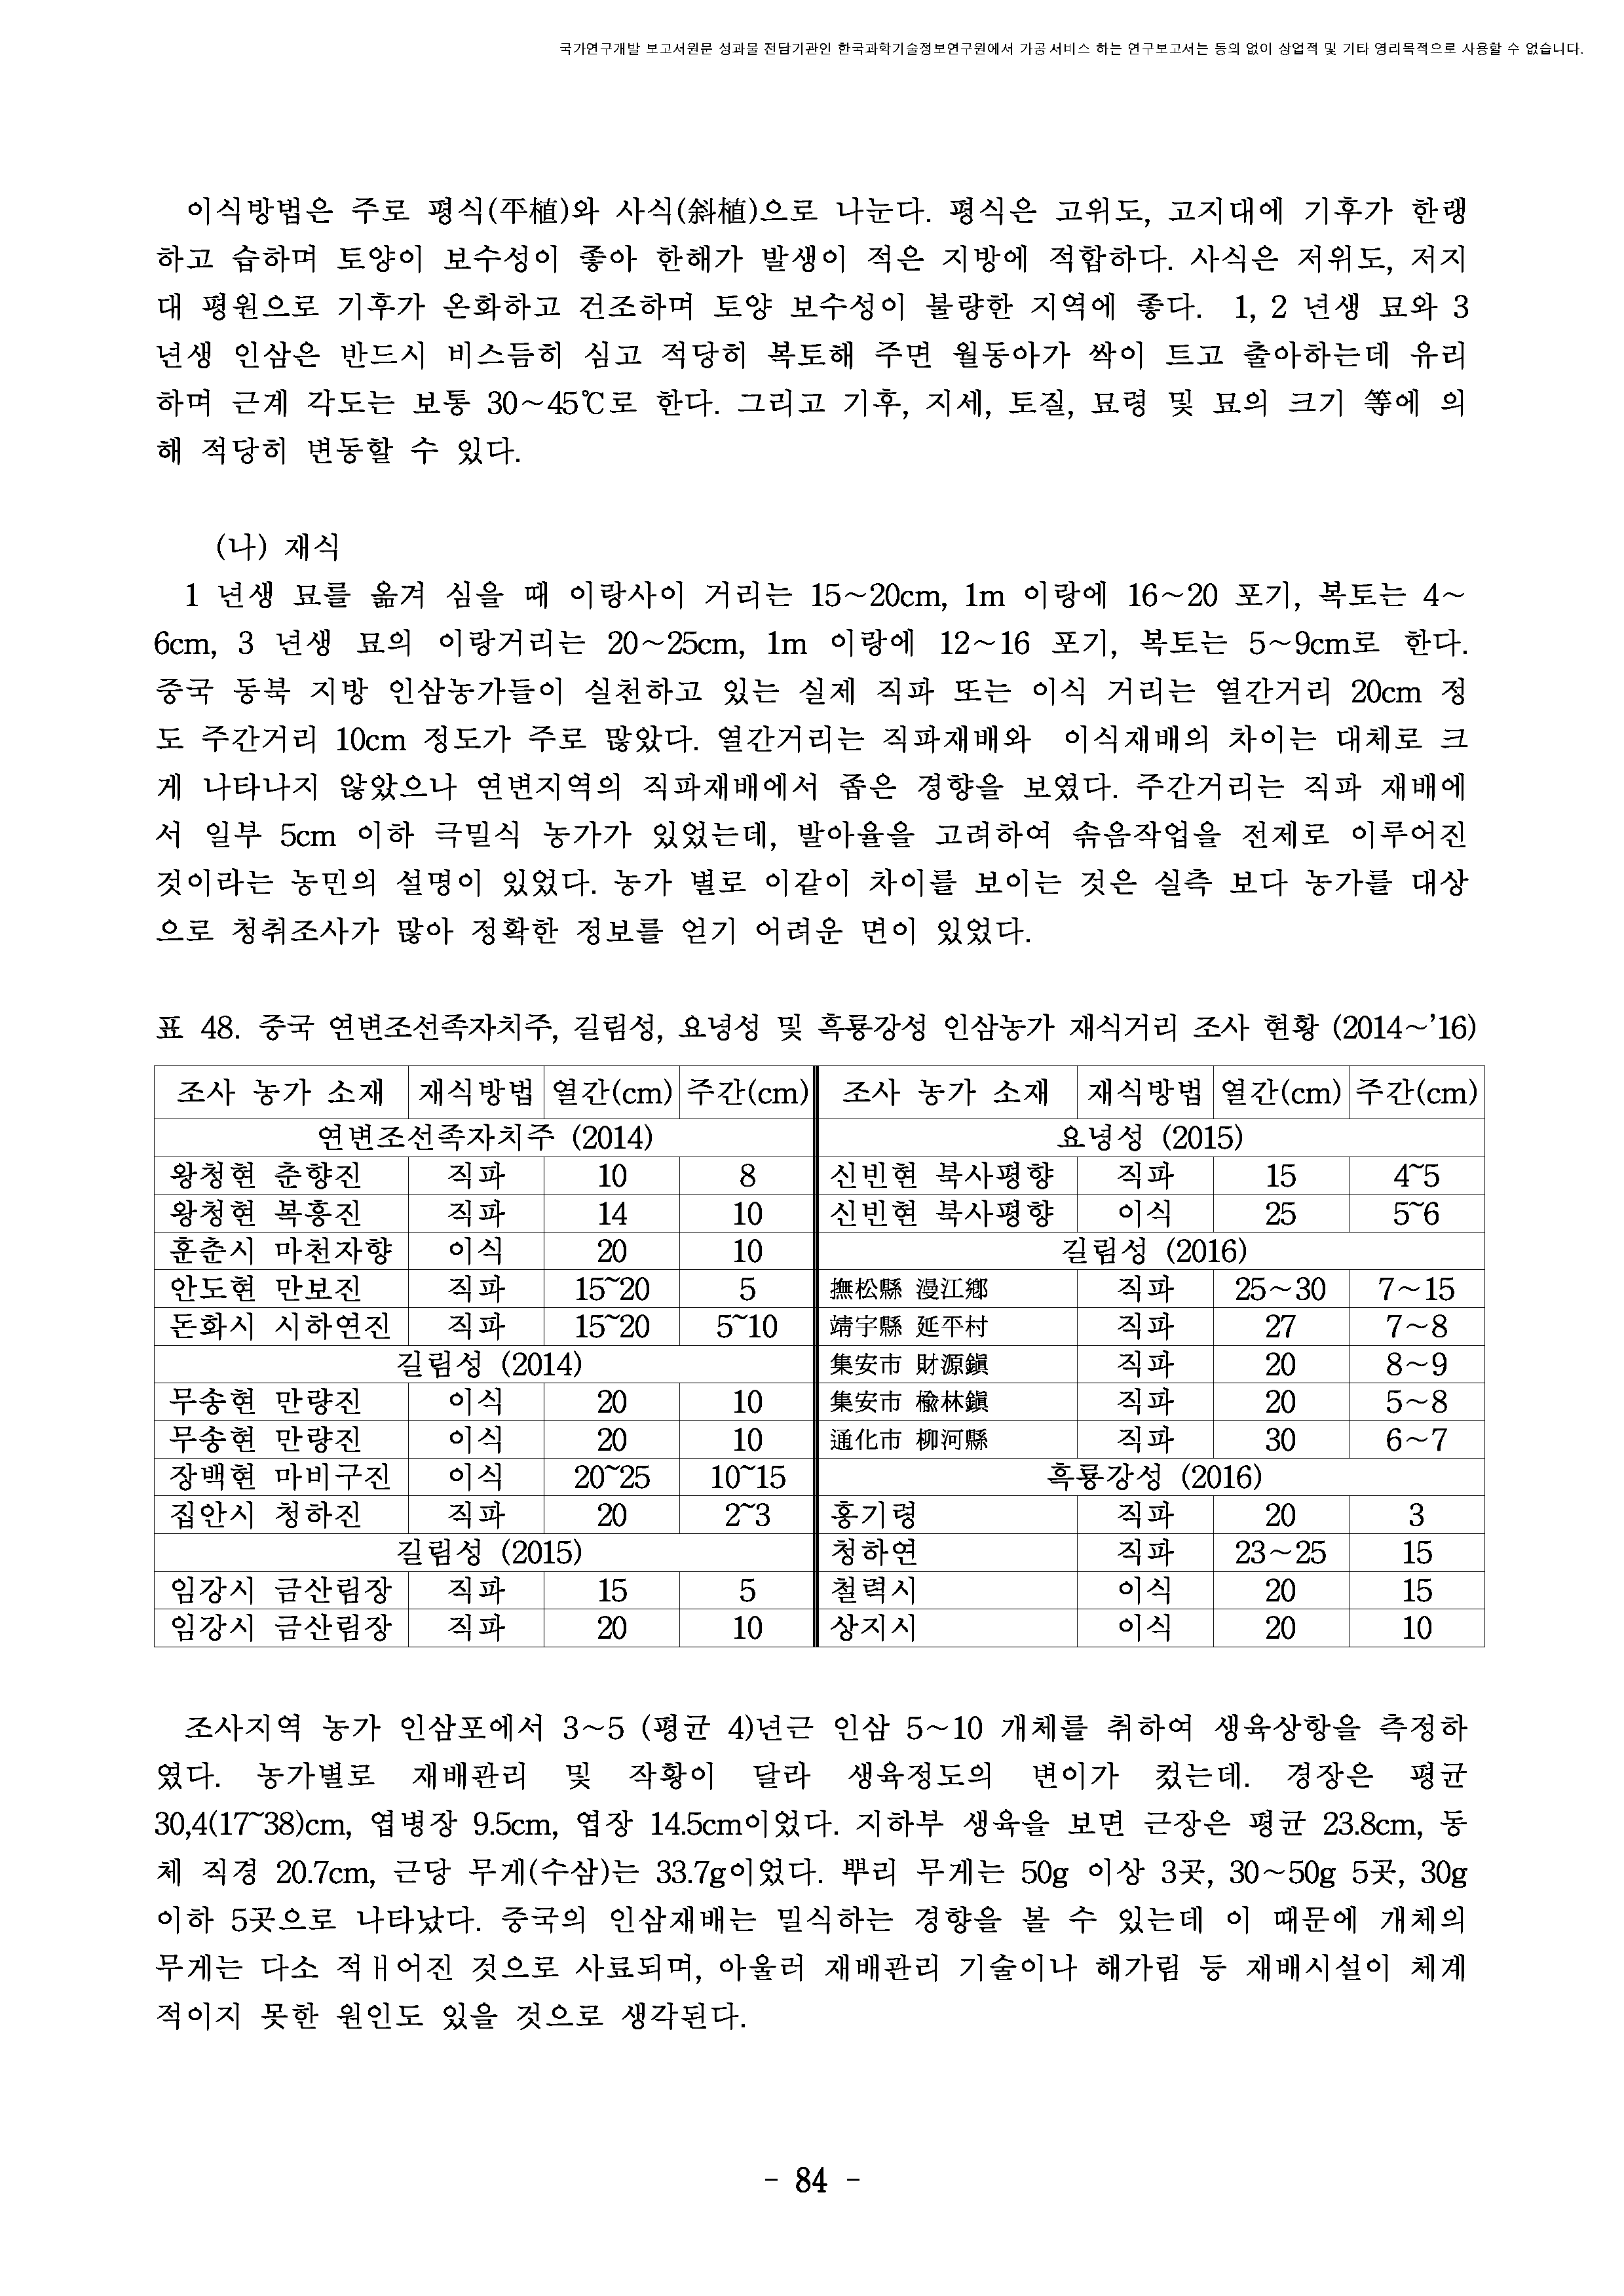 국가연구개발 보고서원문 성과물 전담기관인 한국과학기술정보연구원에서 가공·서비스 하는 연구보고서는 동의 없이 상업적 및 기타 영리목적으로 사용할 수 없습니다.
이식방법은 주로 평식(平植)와 사식(斜植)으로 나눈다. 평식은 고위도, 고지대에 기후가 한랭
하고 습하며 토양이 보수성이 좋아 한해가 발생이 적은 지방에 적합하다. 사식은 저위도, 저지
대 평원으로 기후가 온화하고 건조하며 토양 보수성이 불량한 지역에 좋다. 1, 2 년생 묘와 3
년생 인삼은 반드시 비스듬히 심고 적당히 복토해 주면 월동아가 싹이 트고 출아하는데 유리
하며 근계 각도는 보통 30～45℃로 한다. 그리고 기후, 지세, 토질, 묘령 및 묘의 크기 等에 의
해 적당히 변동할 수 있다.
(나) 재식
1 년생 묘를 옮겨 심을 때 이랑사이 거리는 15～20cm, 1m 이랑에 16～20 포기, 복토는 4～
6cm, 3 년생 묘의 이랑거리는 20～25cm, 1m 이랑에 12～16 포기, 복토는 5～9cm로 한다.
중국 동북 지방 인삼농가들이 실천하고 있는 실제 직파 또는 이식 거리는 열간거리 20cm 정
도 주간거리 10cm 정도가 주로 많았다. 열간거리는 직파재배와 이식재배의 차이는 대체로 크
게 나타나지 않았으나 연변지역의 직파재배에서 좁은 경향을 보였다. 주간거리는 직파 재배에
서 일부 5cm 이하 극밀식 농가가 있었는데, 발아율을 고려하여 솎음작업을 전제로 이루어진
것이라는 농민의 설명이 있었다. 농가 별로 이같이 차이를 보이는 것은 실측 보다 농가를 대상
으로 청취조사가 많아 정확한 정보를 얻기 어려운 면이 있었다.
표 48. 중국 연변조선족자치주, 길림성, 요녕성 및 흑룡강성 인삼농가 재식거리 조사 현황 (2014～’16)
조사 농가 소재 재식방법 열간(cm) 주간(cm) 조사 농가 소재 재식방법 열간(cm) 주간(cm)
연변조선족자치주 (2014) 요녕성 (2015)
왕청현 춘향진 직파 10 8 신빈현 북사평향 직파 15 4~5
왕청현 복흥진 직파 14 10 신빈현 북사평향 이식 25 5~6
훈춘시 마천자향 이식 20 10 길림성 (2016)
안도현 만보진 직파 15~20 5 撫松縣 漫江鄕 직파 25～30 7～15
돈화시 시하연진 직파 15~20 5~10 靖宇縣 延平村 직파 27 7～8
길림성 (2014) 集安市 財源鎭 직파 20 8～9
무송현 만량진 이식 20 10 集安市 楡林鎭 직파 20 5～8
무송현 만량진 이식 20 10 通化市 柳河縣 직파 30 6～7
장백현 마비구진 이식 20~25 10~15 흑룡강성 (2016)
집안시 청하진 직파 20 2~3 홍기령 직파 20 3
길림성 (2015) 청하연 직파 23～25 15
임강시 금산림장 직파 15 5 철력시 이식 20 15
임강시 금산림장 직파 20 10 상지시 이식 20 10
조사지역 농가 인삼포에서 3～5 (평균 4)년근 인삼 5～10 개체를 취하여 생육상항을 측정하
였다. 농가별로 재배관리 및 작황이 달라 생육정도의 변이가 컸는데. 경장은 평균
30,4(17~38)cm, 엽병장 9.5cm, 엽장 14.5cm이었다. 지하부 생육을 보면 근장은 평균 23.8cm, 동
체 직경 20.7cm, 근당 무게(수삼)는 33.7g이었다. 뿌리 무게는 50g 이상 3곳, 30～50g 5곳, 30g
이하 5곳으로 나타났다. 중국의 인삼재배는 밀식하는 경향을 볼 수 있는데 이 때문에 개체의
무게는 다소 적ㅐ어진 것으로 사료되며, 아울러 재배관리 기술이나 해가림 등 재배시설이 체계
적이지 못한 원인도 있을 것으로 생각된다.
- 84 -